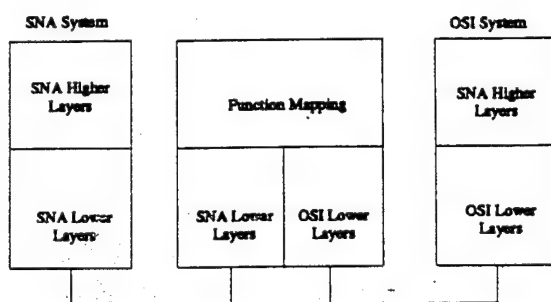 SNA System
OSI System
SNA Higher
Layers
Function Mapping
SNA Higher
Layers
SNA Lower
Layers
SNA Lower
Layers
OSI Lower
Layers
OSI Lower
Layers